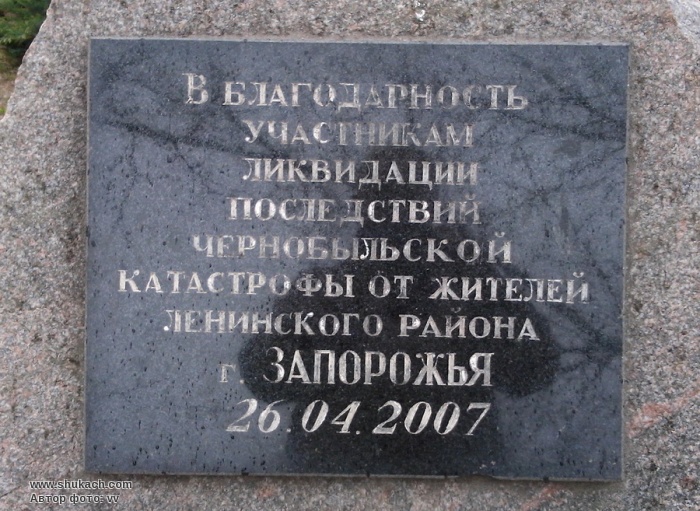 В БЛАГОДАРНОСТЬ
УЧАСТНИКАМ
ЛИКВИДАЦИИ
ПОСЛЕДСТВИЙ
ЧЕРНОБЫЛЬСКОЙ
КАТАСТРОФЫ ОТ ЖИТЕЛЕЙ
ЛЕНИНСКОГО РАЙОНА
г. ЗАПОРОЖЬЯ
26.04.2007
www.shukach.com
Автор фото: vv